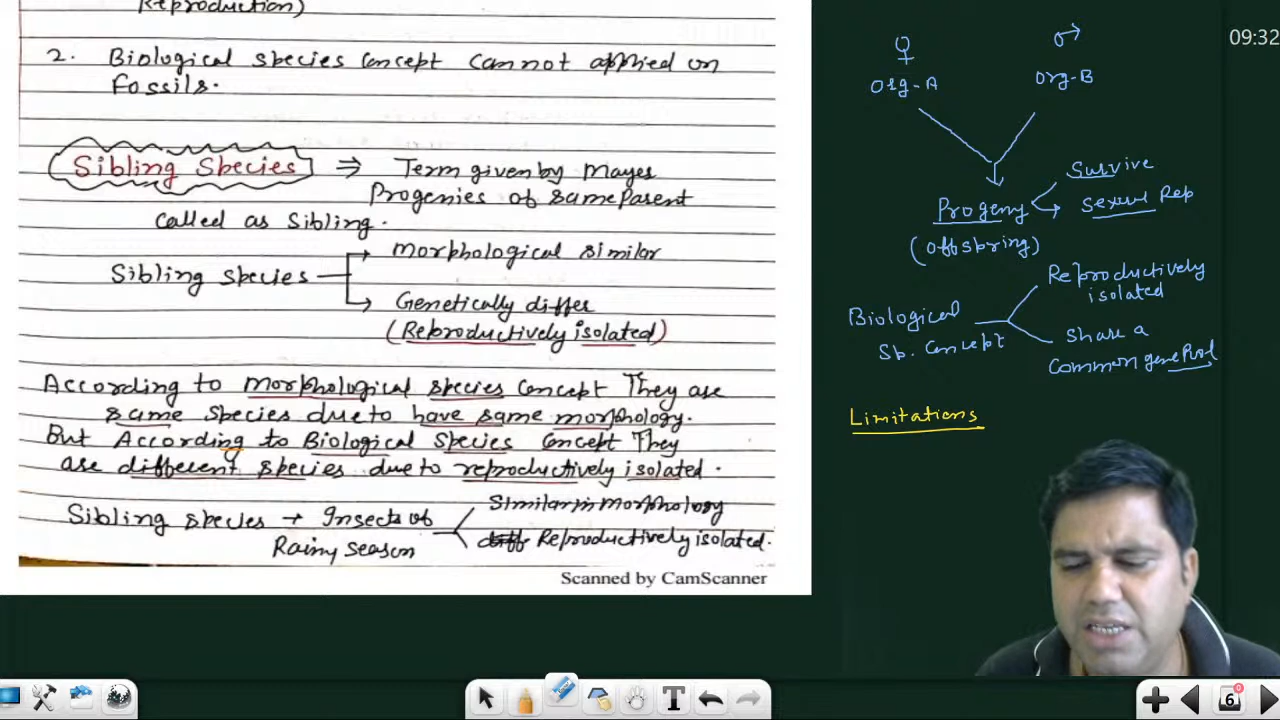 Reproduction)
2. Biological species Concept Cannot applied on
Fossils.
Sibling Species ⇒ Term given by Mayer
Progenies of same Parent
called as Sibling.
Sibling species
Morphological similar
Genetically differ
(Reproductively isolated)
According to morphological species Concept They are
same species due to have same morphology.
But According to Biological Species Concept They
are different species due to reproductively isolated.
Sibling species → Insects of
Rainy season
Similar in morphology
Reproductively isolated.
Scanned by CamScanner
♀ ♂
Org-A Org-B
Progeny
(Offspring)
Survive
Sexual Rep
Biological
Sp. Concept
Reproductively
isolated
Share a
Common gene Pool
Limitations
09:32
T
6
0